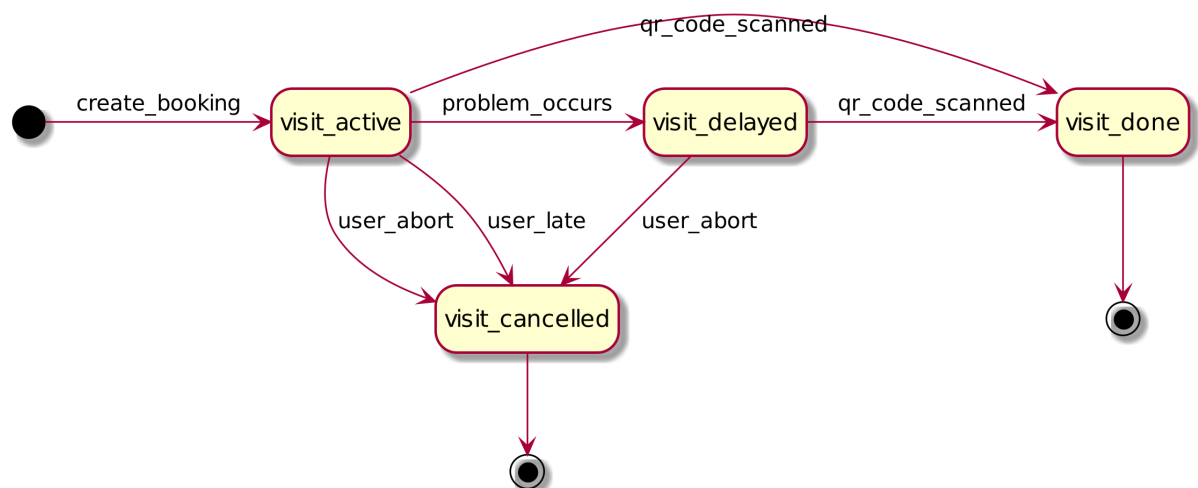 qr_code_scanned
create_booking
problem_occurs
qr_code_scanned
visit_active
visit_delayed
visit_done
user_abort
user_late
user_abort
visit_cancelled